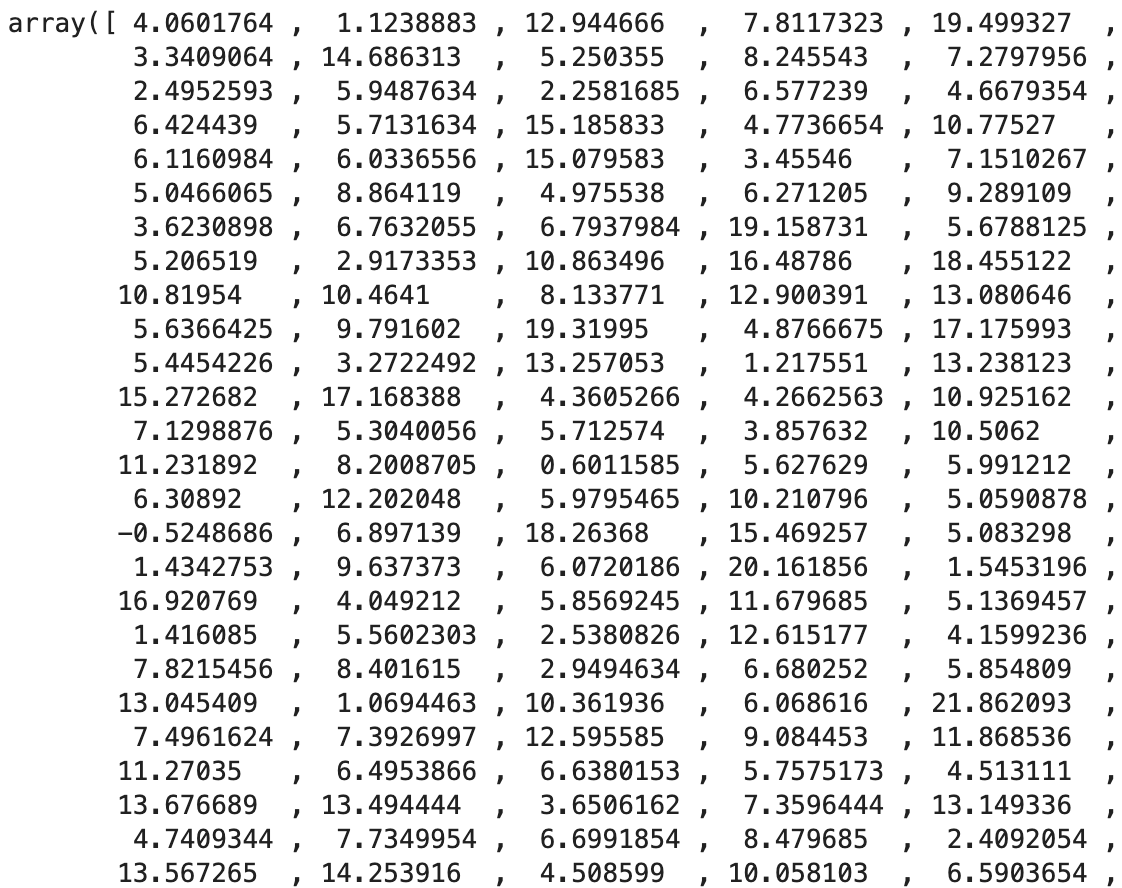 array([ 4.0601764 ,  1.1238883 , 12.944666  ,  7.8117323 , 19.499327  ,
        3.3409064 , 14.686313  ,  5.250355  ,  8.245543  ,  7.2797956 ,
        2.4952593 ,  5.9487634 ,  2.2581685 ,  6.577239  ,  4.6679354 ,
        6.424439  ,  5.7131634 , 15.185833  ,  4.7736654 , 10.77527   ,
        6.1160984 ,  6.0336556 , 15.079583  ,  3.45546   ,  7.1510267 ,
        5.0466065 ,  8.864119  ,  4.975538  ,  6.271205  ,  9.289109  ,
        3.6230898 ,  6.7632055 ,  6.7937984 , 19.158731  ,  5.6788125 ,
        5.206519  ,  2.9173353 , 10.863496  , 16.48786   , 18.455122  ,
       10.81954   , 10.4641    ,  8.133771  , 12.900391  , 13.080646  ,
        5.6366425 ,  9.791602  , 19.31995   ,  4.8766675 , 17.175993  ,
        5.4454226 ,  3.2722492 , 13.257053  ,  1.217551  , 13.238123  ,
       15.272682  , 17.168388  ,  4.3605266 ,  4.2662563 , 10.925162  ,
        7.1298876 ,  5.3040056 ,  5.712574  ,  3.857632  , 10.5062    ,
       11.231892  ,  8.2008705 ,  0.6011585 ,  5.627629  ,  5.991212  ,
        6.30892   , 12.202048  ,  5.9795465 , 10.210796  ,  5.0590878 ,
       -0.5248686 ,  6.897139  , 18.26368   , 15.469257  ,  5.083298  ,
        1.4342753 ,  9.637373  ,  6.0720186 , 20.161856  ,  1.5453196 ,
       16.920769  ,  4.049212  ,  5.8569245 , 11.679685  ,  5.1369457 ,
        1.416085  ,  5.5602303 ,  2.5380826 , 12.615177  ,  4.1599236 ,
        7.8215456 ,  8.401615  ,  2.9494634 ,  6.680252  ,  5.854809  ,
       13.045409  ,  1.0694463 , 10.361936  ,  6.068616  , 21.862093  ,
        7.4961624 ,  7.3926997 , 12.595585  ,  9.084453  , 11.868536  ,
       11.27035   ,  6.4953866 ,  6.6380153 ,  5.7575173 ,  4.513111  ,
       13.676689  , 13.494444  ,  3.6506162 ,  7.3596444 , 13.149336  ,
        4.7409344 ,  7.7349954 ,  6.6991854 ,  8.479685  ,  2.4092054 ,
       13.567265  , 14.253916  ,  4.508599  , 10.058103  ,  6.5903654 ,